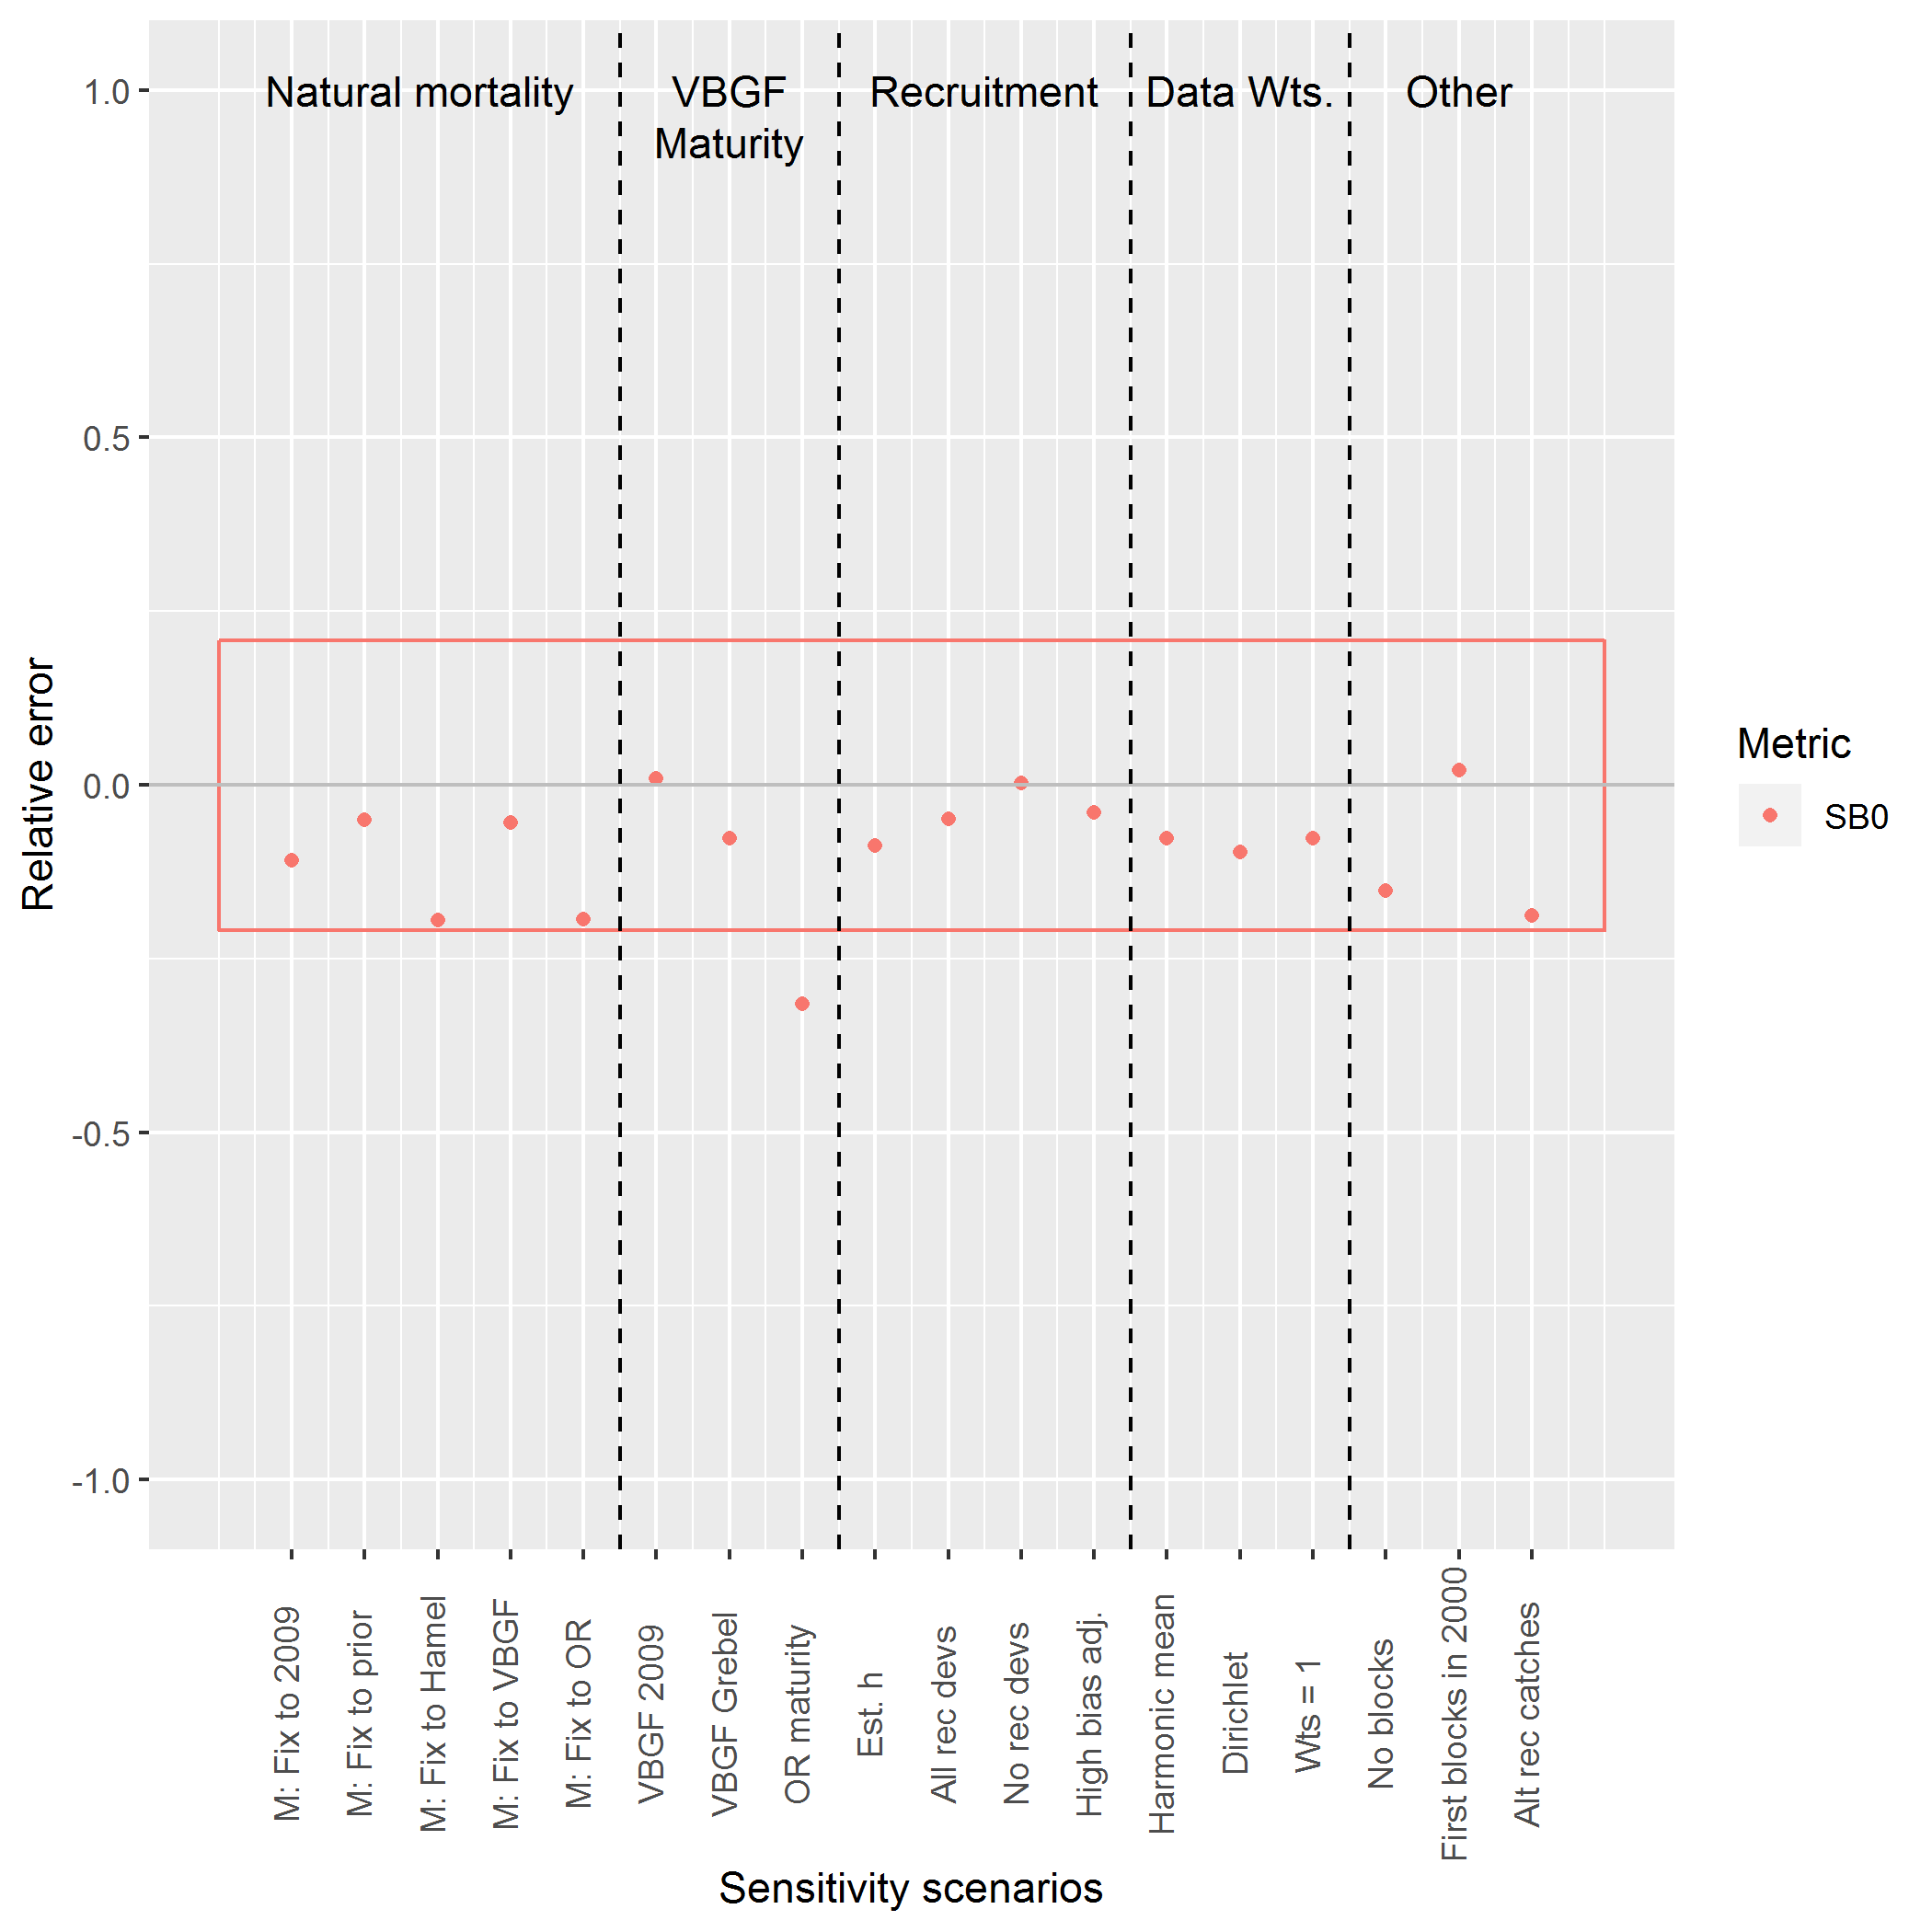 Natural mortality
VBGF
Maturity
Recruitment
Data Wts.
Other
1.0
0.5
0.0
-0.5
-1.0
Relative error
M: Fix to 2009
M: Fix to prior
M: Fix to Hamel
M: Fix to VBGF
M: Fix to OR
VBGF 2009
VBGF Grebel
OR maturity
Est. h
All rec devs
No rec devs
High bias adj.
Harmonic mean
Dirichlet
Wts = 1
No blocks
First blocks in 2000
Alt rec catches
Sensitivity scenarios
Metric
SB0